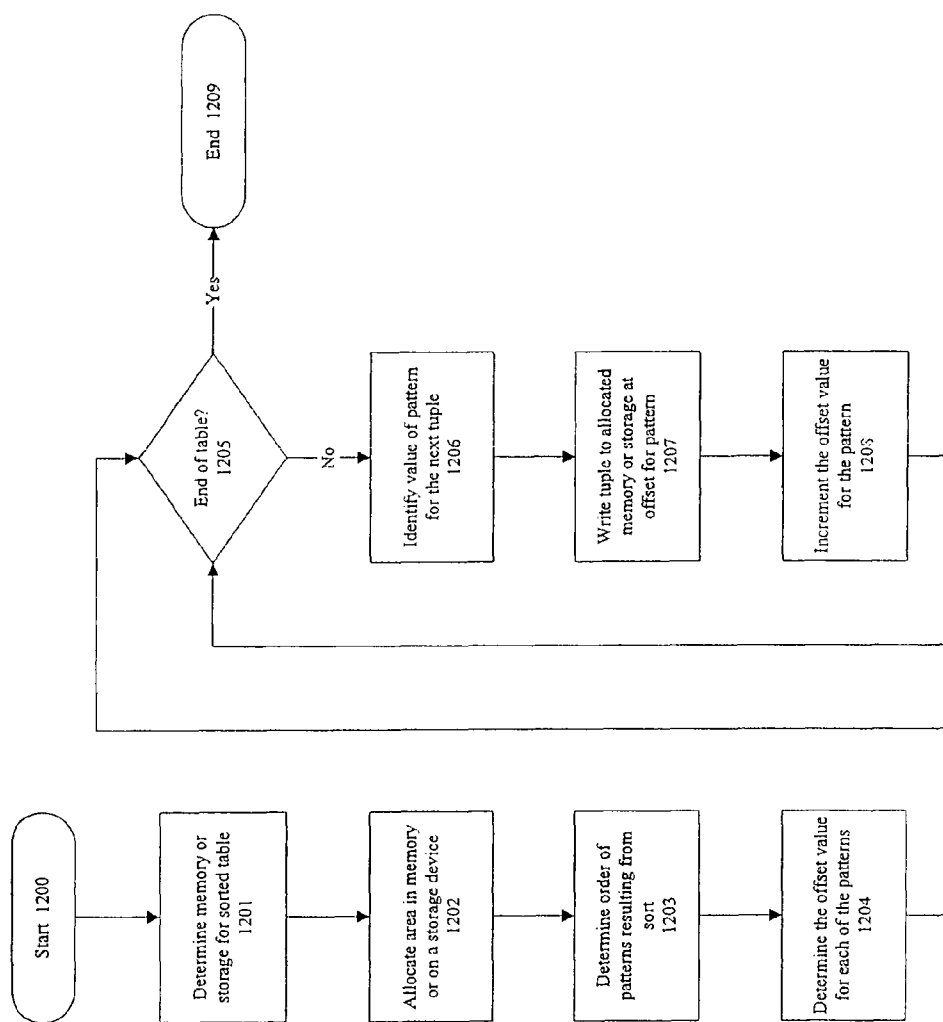 Start 1200
Determine memory or
storage for sorted table
1201
Allocate area in memory
or on a storage device
1202
Determine order of
patterns resulting from
sort
1203
Determine the offset value
for each of the patterns
1204
End of table?
1205
Yes
End 1209
No
Identify value of pattern
for the next tuple
1206
Write tuple to allocated
memory or storage at
offset for pattern
1207
Increment the offset value
for the pattern
1208